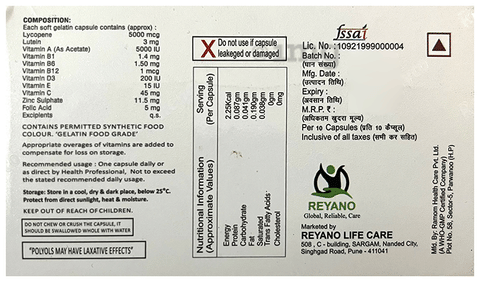 COMPOSITION:
Each soft gelatin capsule contains (approx) :
Lycopene 5000 mcg
Lutein 3 mg
Vitamin A (As Acetate) 5000 IU
Vitamin B1 1.4 mg
Vitamin B6 1.50 mg
Vitamin B12 1 mcg
Vitamin D3 200 IU
Vitamin E 15 IU
Vitamin C 45 mg
Zinc Sulphate 11.5 mg
Folic Acid 5 mg
Excipients q.s.
CONTAINS PERMITTED SYNTHETIC FOOD
COLOUR. 'GELATIN FOOD GRADE'
Appropriate overages of vitamins are added to
compensate for loss on storage.
Recommended usage : One capsule daily or
as direct by Health Professional, Not to exceed
the stated recommended daily usage.
Storage: Store in a cool, dry & dark place, below 25°C.
Protect from direct sunlight, heat & moisture.
KEEP OUT OF REACH OF CHILDREN.
DO NOT CHEW OR CRUSH THE CAPSULE, IT
SHOULD BE SWALLOWED WHOLE WITH WATER
"POLYOLS MAY HAVE LAXATIVE EFFECTS"
X Do not use if capsule
leakeged or damaged
Nutritional Information Serving
(Approximate Values) (Per Capsule)
Energy 2.25Kcal
Protein 0.087gm
Carbohydrate 0.041gm
Fat 0.190gm
Saturated 0.038gm
Trans Fatty Acids 0gm
Cholesterol 0mg
fssai
Lic. No. :10921999000004
Batch No. :
(घान संख्या)
Mfg. Date :
(उत्पादन तिथि)
Expiry :
(अवसान तिथि)
M.R.P. ₹ :
(अधिकतम खुदरा मूल्य)
Per 10 Capsules (प्रति 10 कैप्सूल)
Inclusive of all taxes (सभी कर सहित)
REYANO
Global, Reliable, Care
Marketed by
REYANO LIFE CARE
508 , C - building, SARGAM, Nanded City,
Singhgad Road, Pune - 411041
Mfd. By: Remom Health Care Pvt. Ltd.
(A WHO-GMP Certified Company)
Plot No. 58, Sector-5, Parwanoo (H.P)